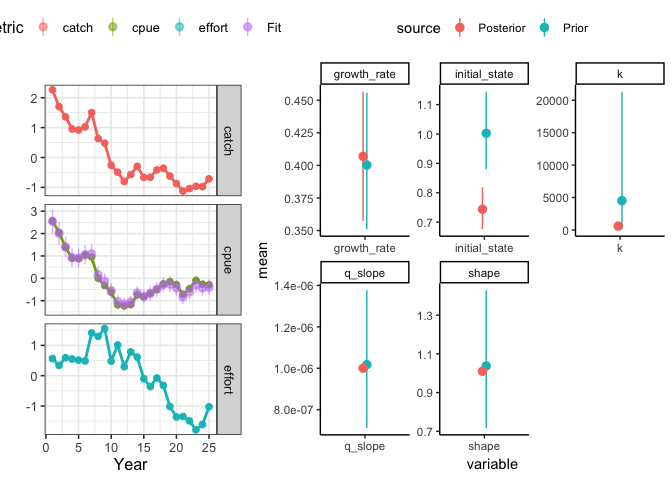 etric catch cpue effort Fit
source Posterior Prior
catch
2
1
0
-1
cpue
3
2
1
0
-1
effort
1
0
-1
0 5 10 15 20 25
Year
mean
growth_rate
0.450
0.425
0.400
0.375
0.350
growth_rate
initial_state
1.1
1.0
0.9
0.8
0.7
initial_state
k
20000
15000
10000
5000
0
k
q_slope
1.4e-06
1.2e-06
1.0e-06
8.0e-07
q_slope
shape
1.3
1.1
0.9
0.7
shape
variable